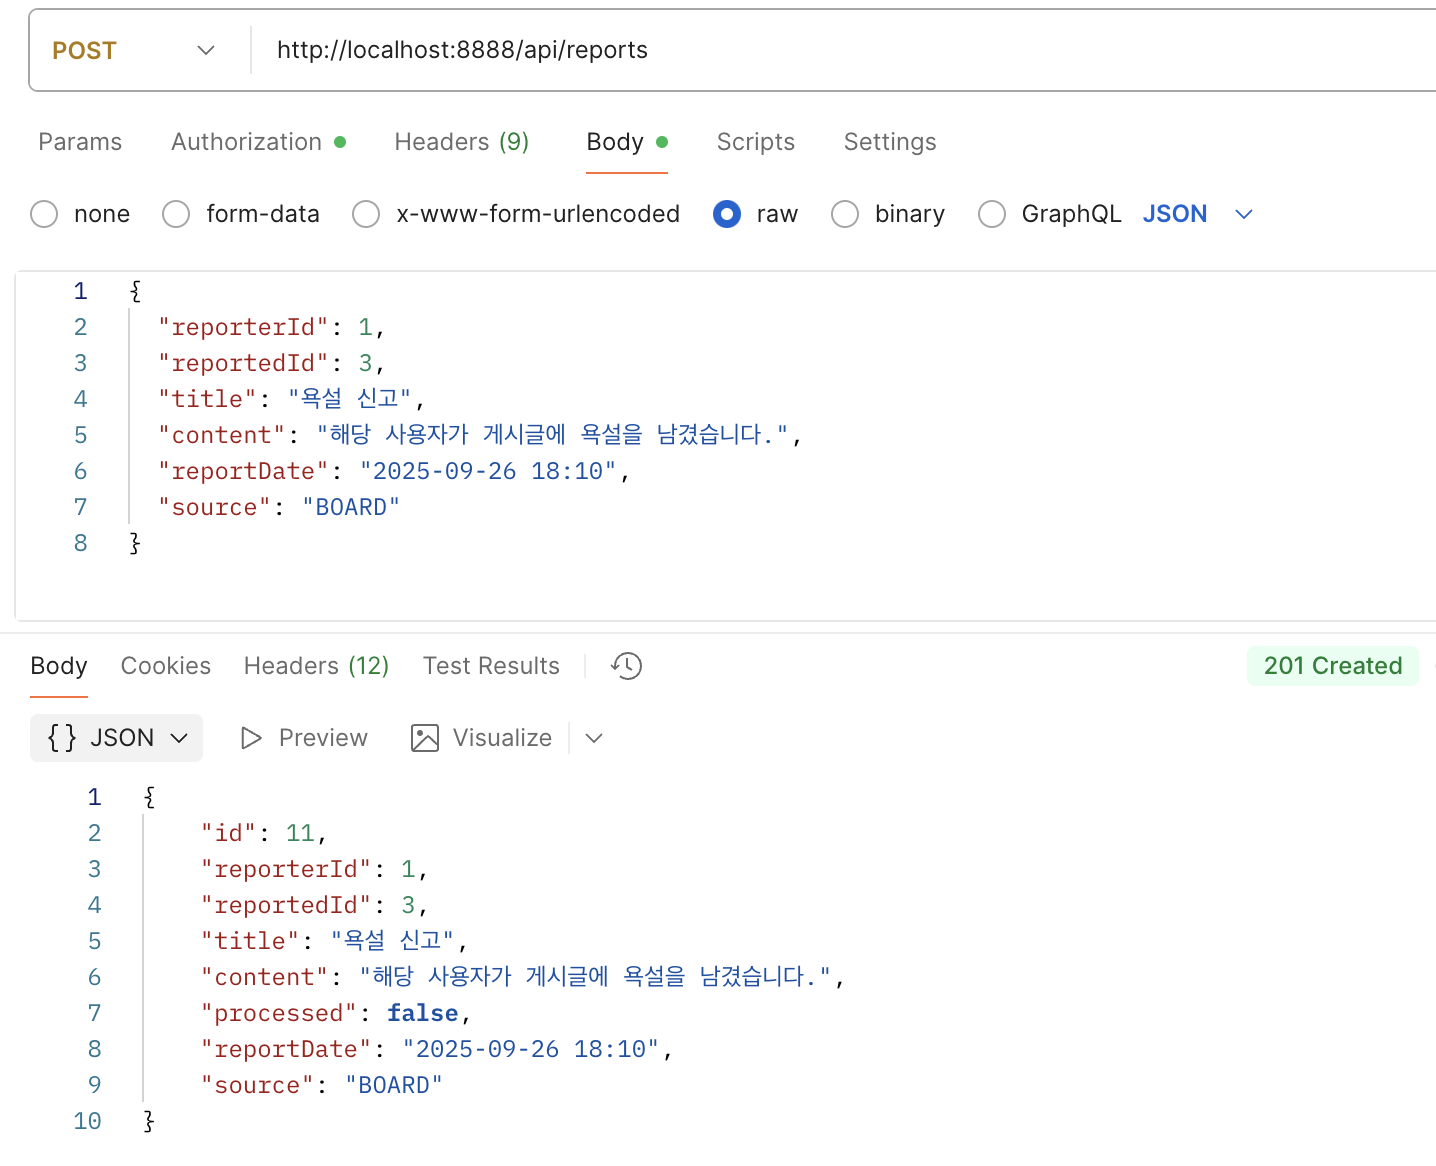 POST http://localhost:8888/api/reports
Params Authorization Headers (9) Body Scripts Settings
none form-data x-www-form-urlencoded raw binary GraphQL JSON
1 {
2 "reporterId": 1,
3 "reportedId": 3,
4 "title": "욕설 신고",
5 "content": "해당 사용자가 게시글에 욕설을 남겼습니다.",
6 "reportDate": "2025-09-26 18:10",
7 "source": "BOARD"
8 }
Body Cookies Headers (12) Test Results 201 Created
{} JSON Preview Visualize
1 {
2 "id": 11,
3 "reporterId": 1,
4 "reportedId": 3,
5 "title": "욕설 신고",
6 "content": "해당 사용자가 게시글에 욕설을 남겼습니다.",
7 "processed": false,
8 "reportDate": "2025-09-26 18:10",
9 "source": "BOARD"
10 }